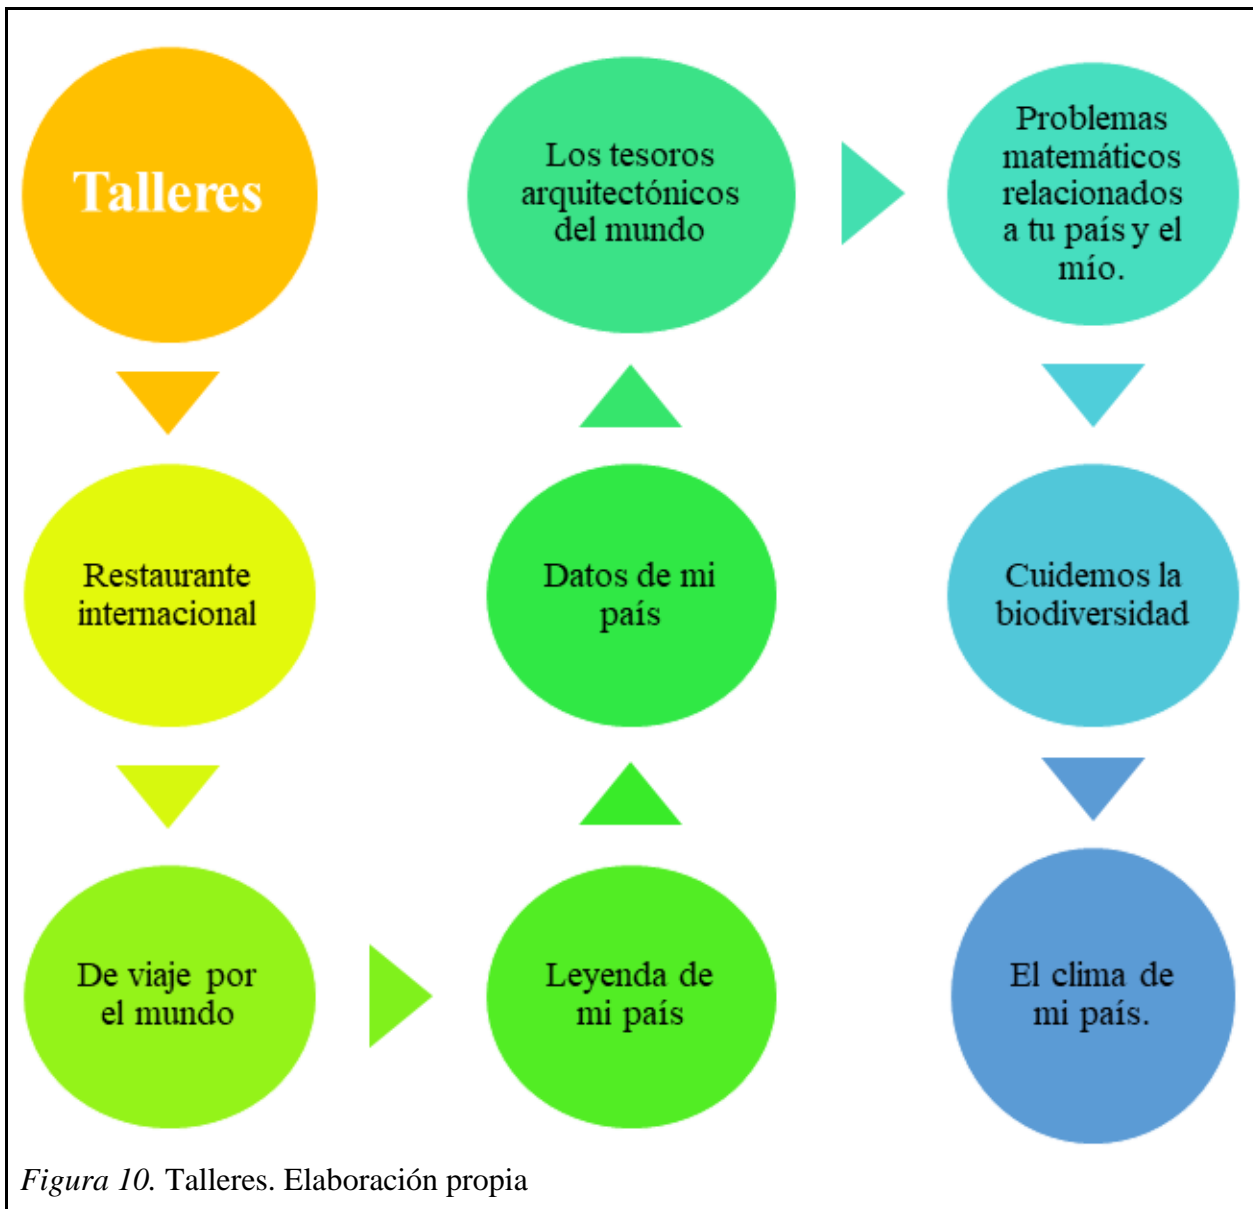 Talleres
Restaurante
internacional
De viaje por
el mundo
Leyenda de
mi país
Datos de mi
país
Los tesoros
arquitectónicos
del mundo
Problemas
matemáticos
relacionados
a tu país y el
mío.
Cuidemos la
biodiversidad
El clima de
mi país.
Figura 10. Talleres. Elaboración propia